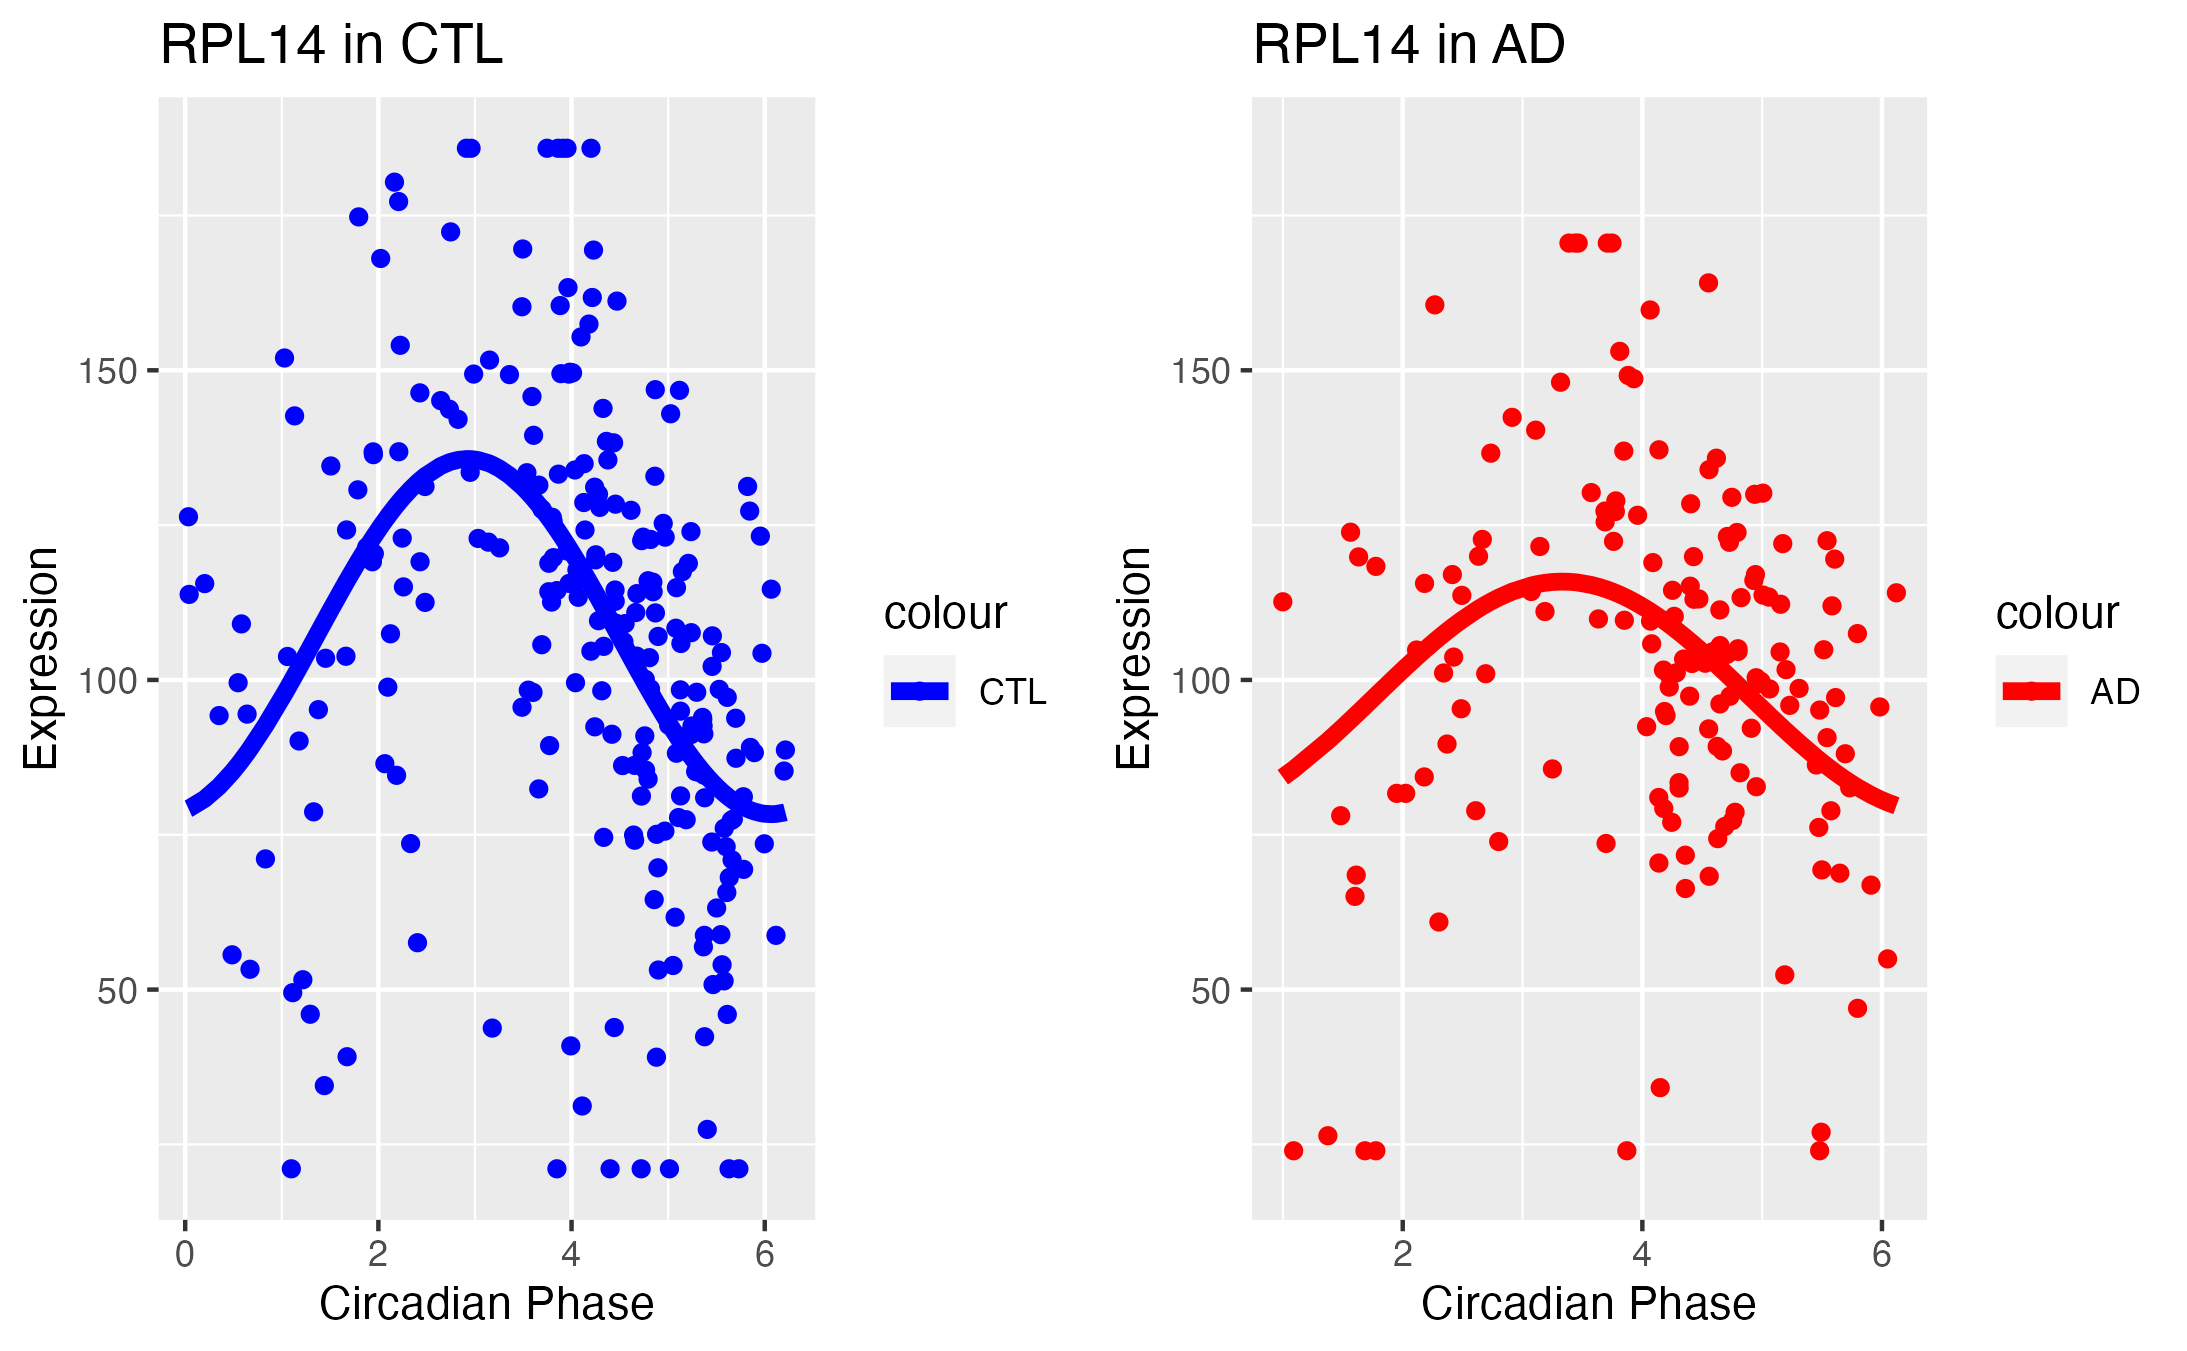 RPL14 in CTL
150
100
50
Expression
0 2 4 6
Circadian Phase
colour
CTL
RPL14 in AD
150
100
50
Expression
2 4 6
Circadian Phase
colour
AD